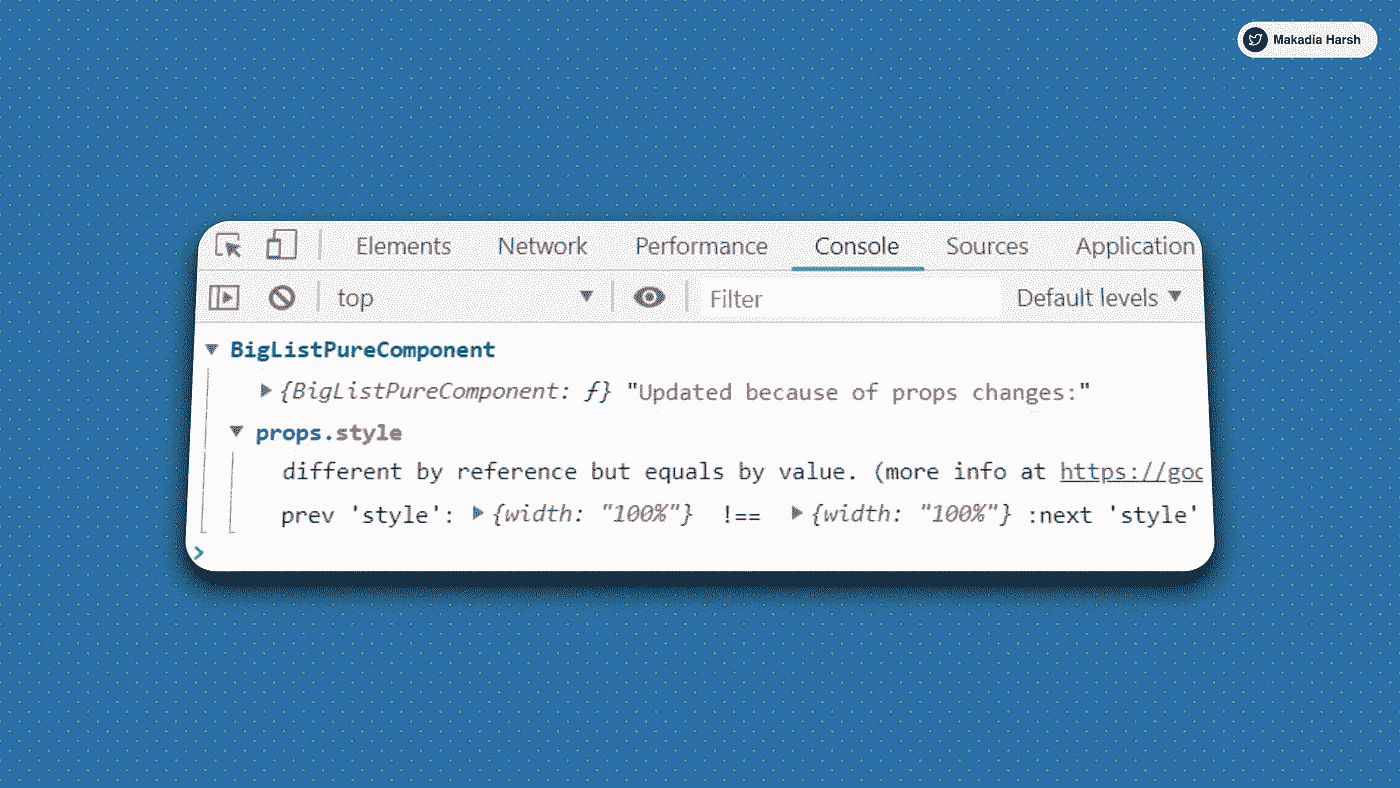 Makadia Harsh
Elements Network Performance Console Sources Application
top Filter Default levels
BigListPureComponent
{BigListPureComponent: ƒ} "Updated because of props changes:"
props.style
different by reference but equals by value. (more info at https://goo
prev 'style': {width: "100%"} !== {width: "100%"} :next 'style'